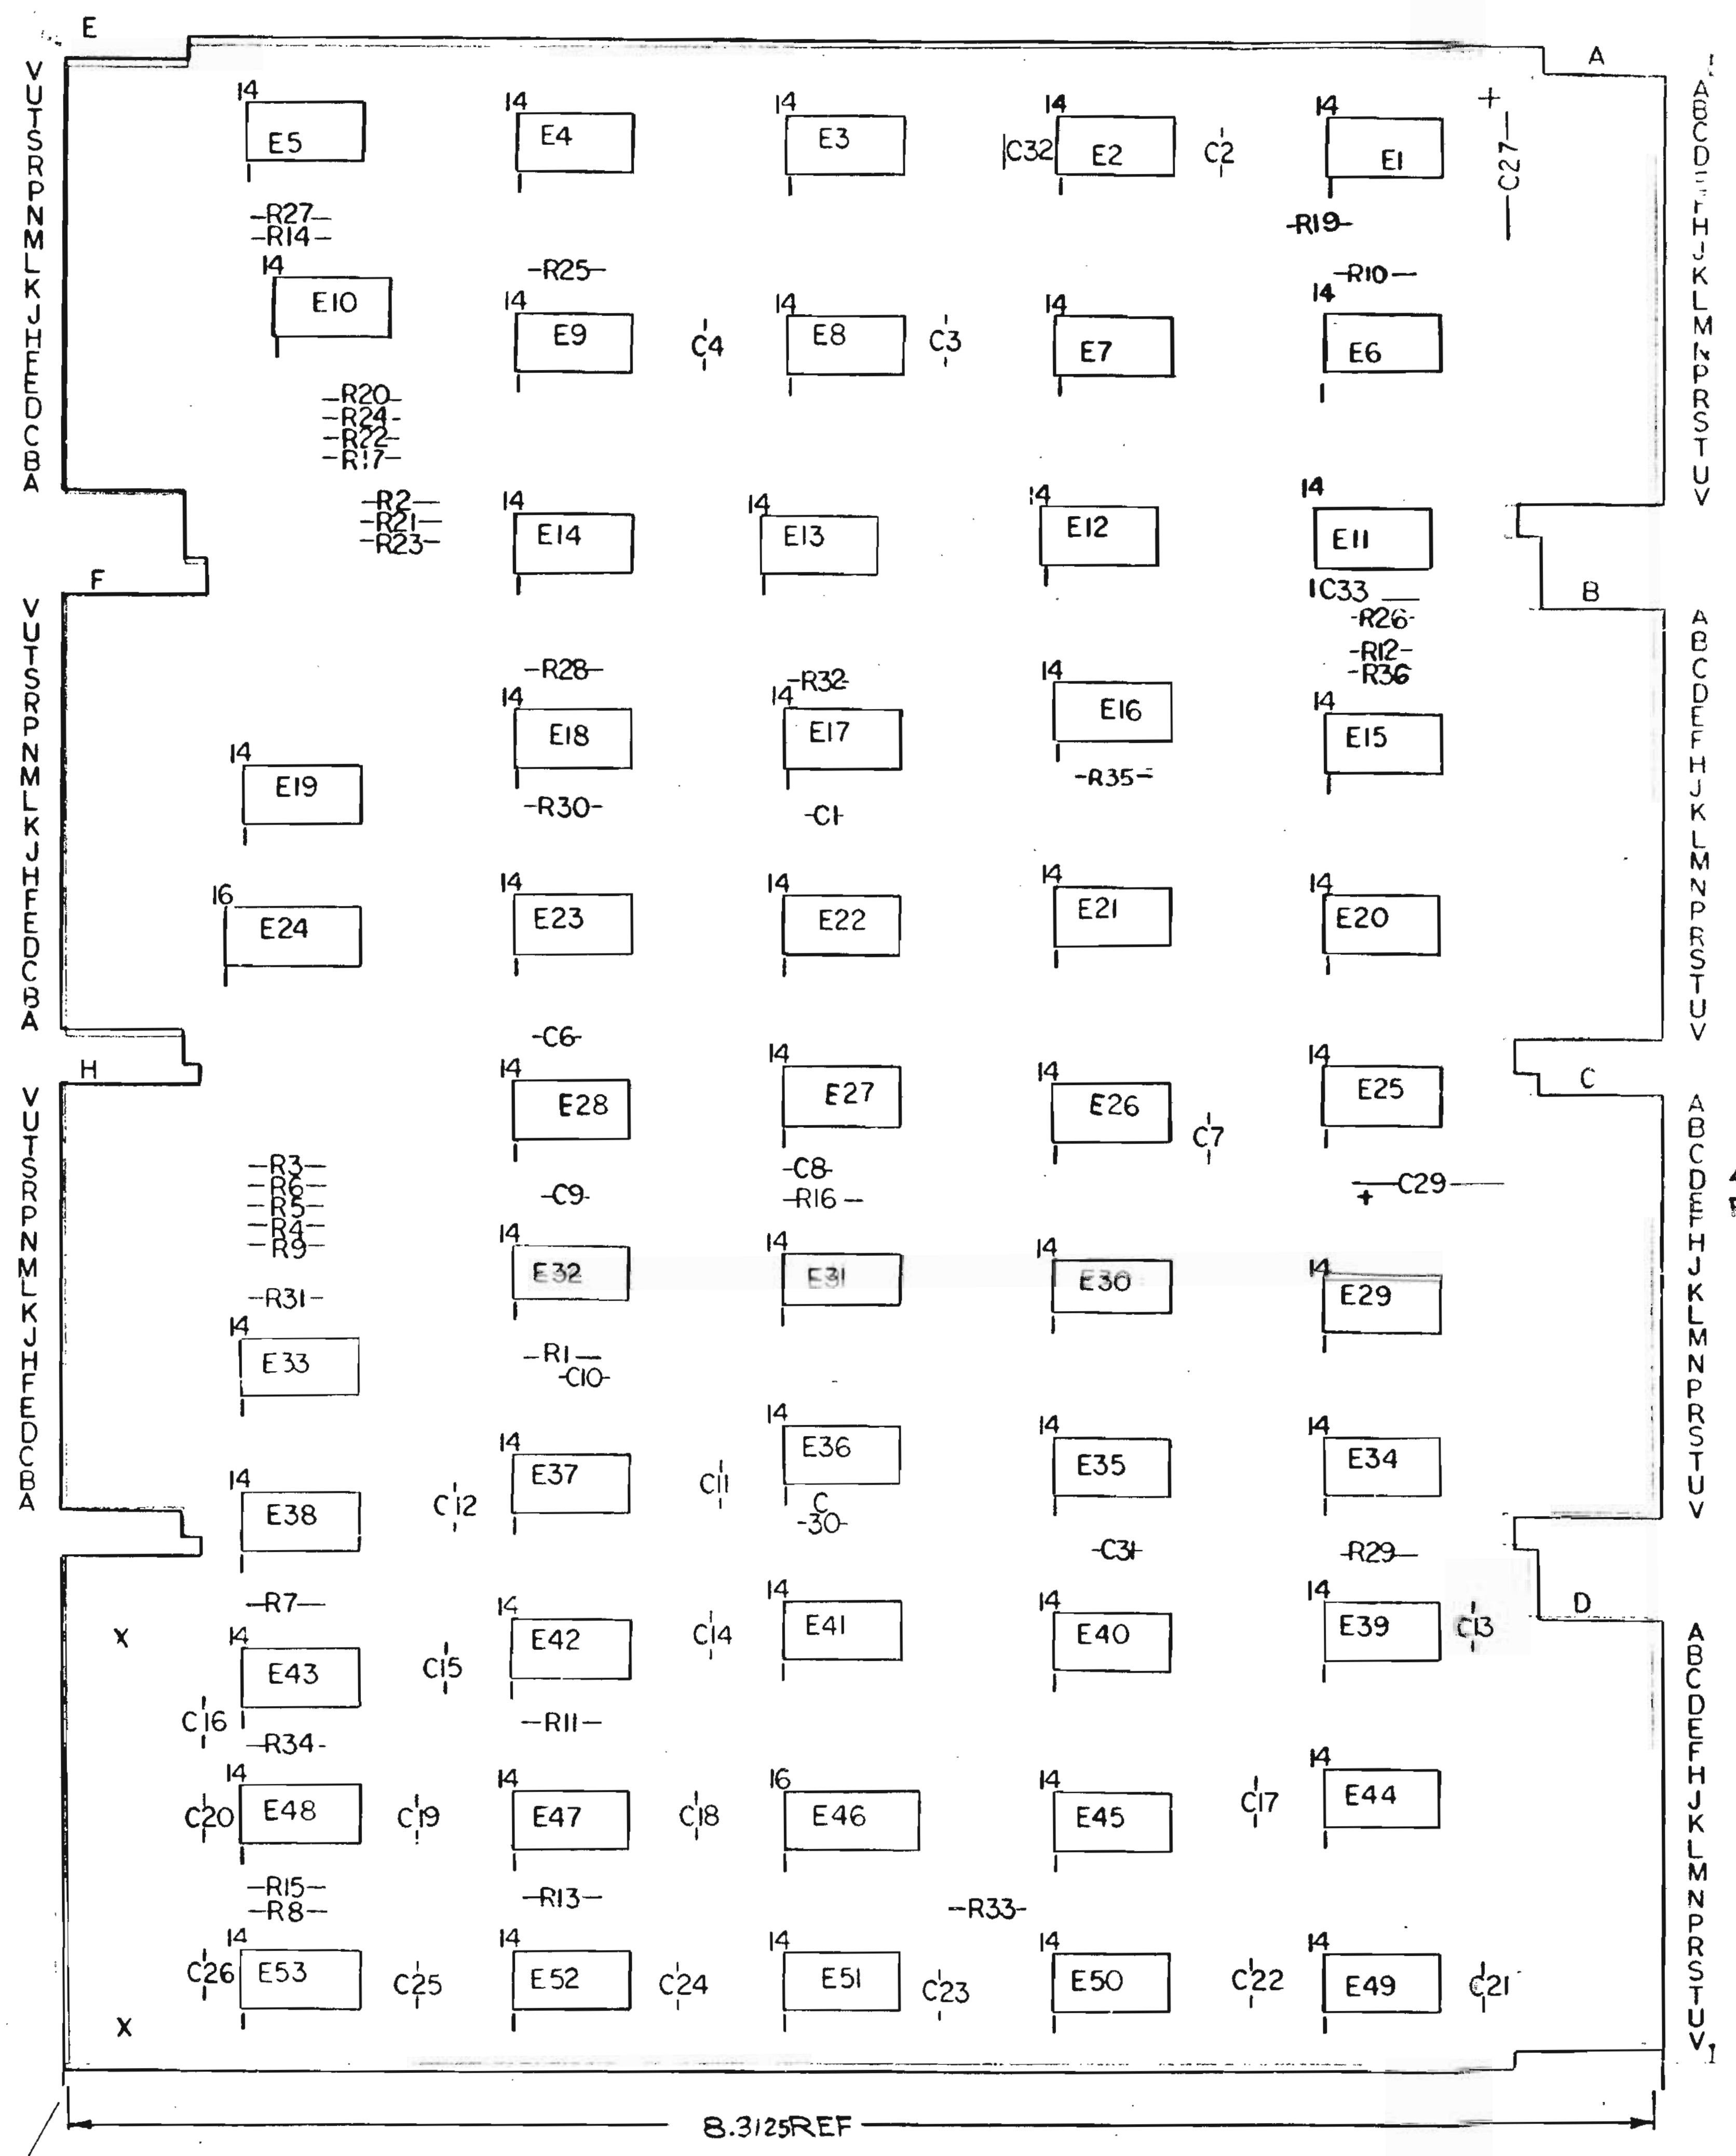 E
A
1
V U T S R P N M L K J H F E D C B A
A B C D E F H J K L M N P R S T U V
14 14 14 14 14
+
E5 E4 E3 C32 E2 C2 E1 C27
-R27-
-R14-
-R19-
14
-R25-
-R10-
E10
14 14 14 14
E9 C4 E8 C3 E7 E6
-R20-
-R24-
-R22-
-R17-
-R2-
-R21-
-R23-
14 14 14 14
E14 E13 E12 E11
F
B
C33
-R26-
-R12-
-R36
V U T S R P N M L K J H F E D C B A
A B C D E F H J K L M N P R S T U V
-R28-
-R32-
14 14 14 14
E18 E17 E16 E15
14
E19
-R30-
-C1-
-R35-
16 14 14 14 14
E24 E23 E22 E21 E20
-C6-
H
C
14 14 14 14
E28 E27 E26 C7 E25
V U T S R P N M L K J H F E D C B A
A B C D E F H J K L M N P R S T U V
-R3-
-R6-
-R5-
-R4-
-R9-
-C9-
-C8-
-R16-
-C29-
+
14 14 14 14
E32 E31 E30 E29
-R31-
14
E33
-R1-
-C10-
14 14 14 14 14
E38 C12 E37 C11 E36 E35 E34
C
-30-
-C31-
-R29-
-R7-
D
X
14 14 14 14 14
E43 C15 E42 C14 E41 E40 E39 C13
C16
-R34-
-R11-
A B C D E F H J K L M N P R S T U V
14 14 16 14 14
C20 E48 C19 E47 C18 E46 E45 C17 E44
-R15-
-R8-
-R13-
-R33-
14 14 14 14 14
C26 E53 C25 E52 C24 E51 C23 E50 C22 E49 C21
X
1
8.3125REF